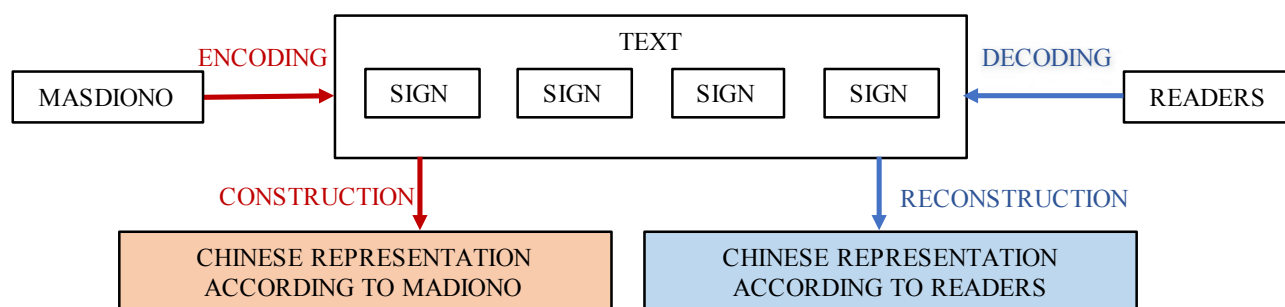 TEXT
ENCODING
DECODING
MASDIONO
SIGN
SIGN
SIGN
SIGN
READERS
CONSTRUCTION
RECONSTRUCTION
CHINESE REPRESENTATION
ACCORDING TO MADIONO
CHINESE REPRESENTATION
ACCORDING TO READERS